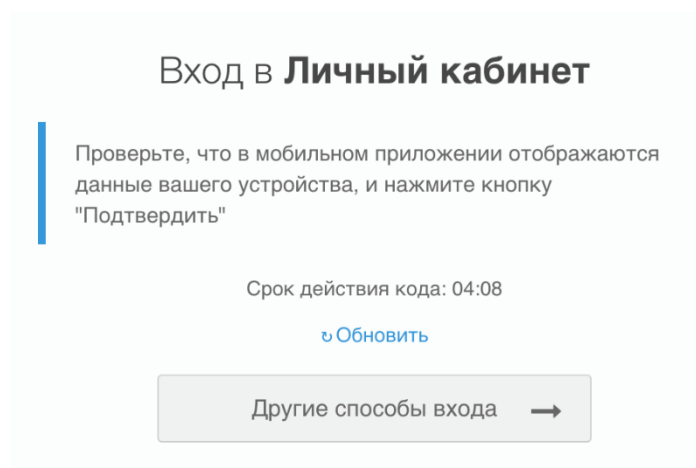 Вход в Личный кабинет
Проверьте, что в мобильном приложении отображаются
данные вашего устройства, и нажмите кнопку
"Подтвердить"
Срок действия кода: 04:08
↻ Обновить
Другие способы входа →